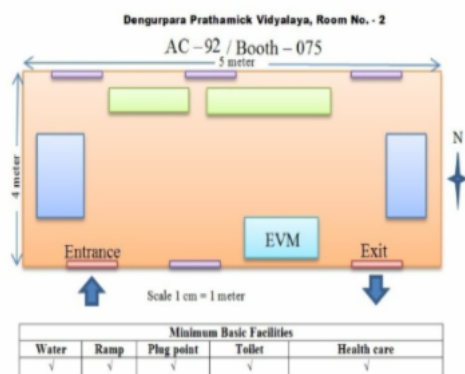 Dengurpara Prathamick Vidyalaya, Room No. - 2
AC – 92 / Booth – 075
5 meter
4 meter
N
EVM
Entrance
Exit
Scale 1 cm = 1 meter
Minimum Basic Facilities
Water Ramp Plug point Toilet Health care
√ √ √ √ √